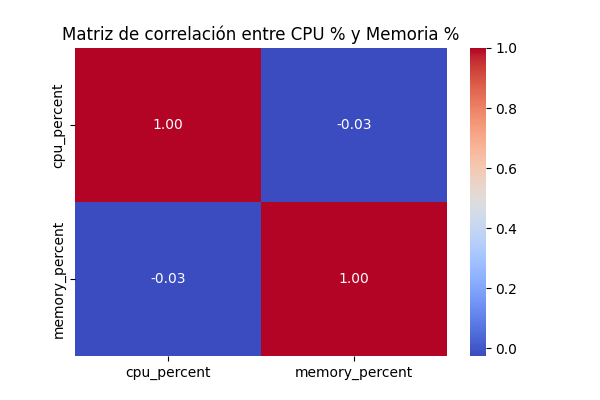 Matriz de correlación entre CPU % y Memoria %
cpu_percent
memory_percent
1.00
-0.03
-0.03
1.00
cpu_percent
memory_percent
1.0
0.8
0.6
0.4
0.2
0.0